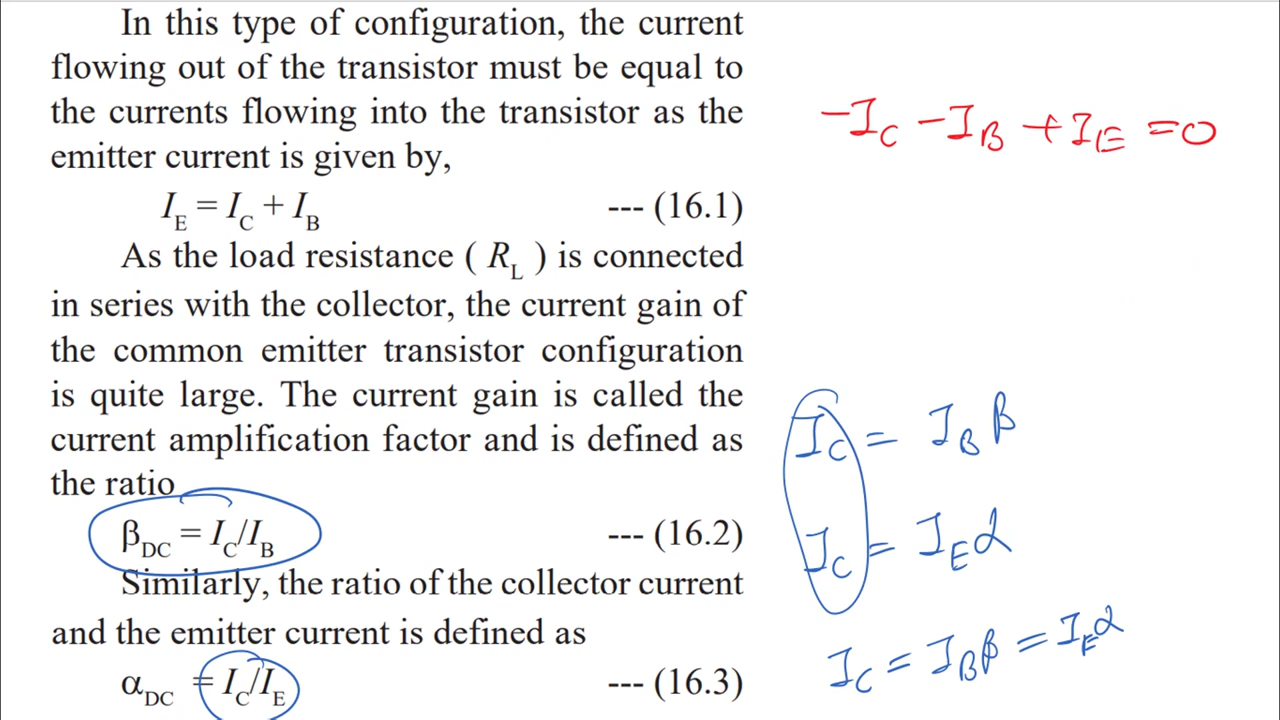 In this type of configuration, the current
flowing out of the transistor must be equal to
the currents flowing into the transistor as the
emitter current is given by,
I_E = I_C + I_B --- (16.1)
As the load resistance ( R_L ) is connected
in series with the collector, the current gain of
the common emitter transistor configuration
is quite large. The current gain is called the
current amplification factor and is defined as
the ratio
β_DC = I_C/I_B --- (16.2)
Similarly, the ratio of the collector current
and the emitter current is defined as
α_DC = I_C/I_E --- (16.3)
-I_C -I_B +I_E =0
I_C = I_B β
I_C = I_E α
I_C = I_B β = I_E α